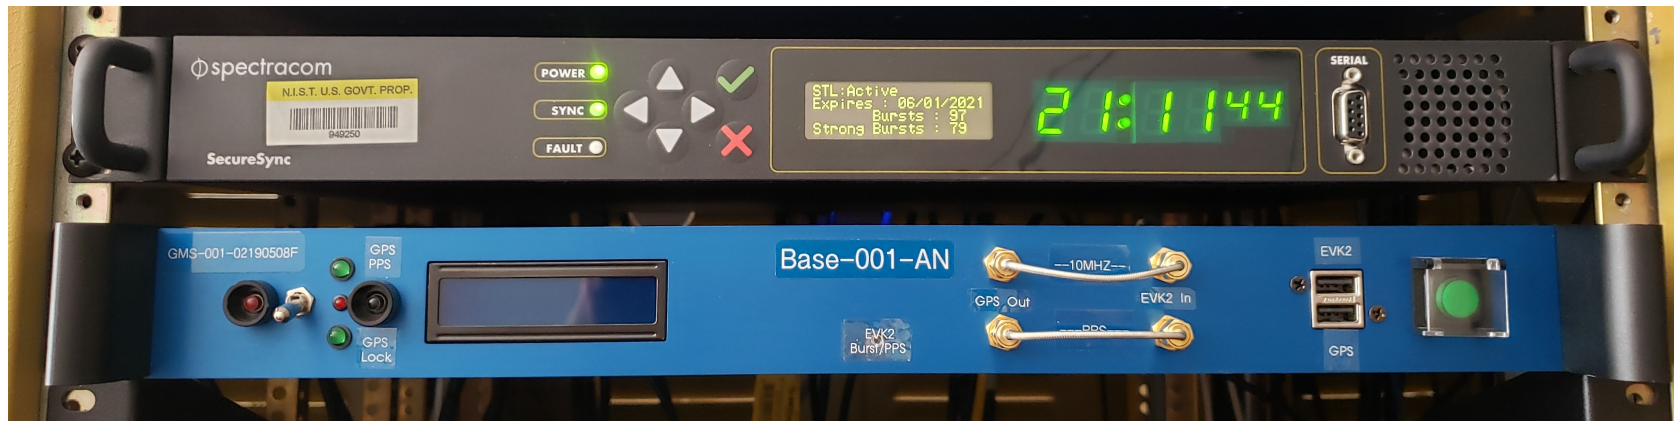 spectracom
N.I.S.T. U.S. GOVT. PROP.
949250
SecureSync
POWER
SYNC
FAULT
STL:Active
Expires : 06/01/2021
Bursts : 97
Strong Bursts : 79
21:11 44
SERIAL
GMS-001-02190508F
GPS
PPS
GPS
Lock
Base-001-AN
EVK2
Burst/PPS
--10MHZ--
GPS Out
EVK2 In
---PPS---
EVK2
GPS